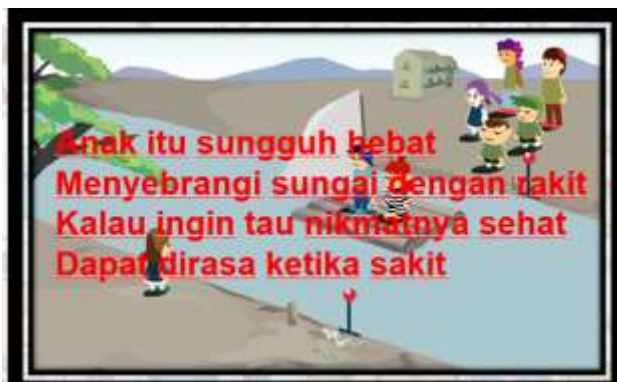 Anak itu sungguh hebat
Menyebrangi sungai dengan rakit
Kalau ingin tau nikmatnya sehat
Dapat dirasa ketika sakit